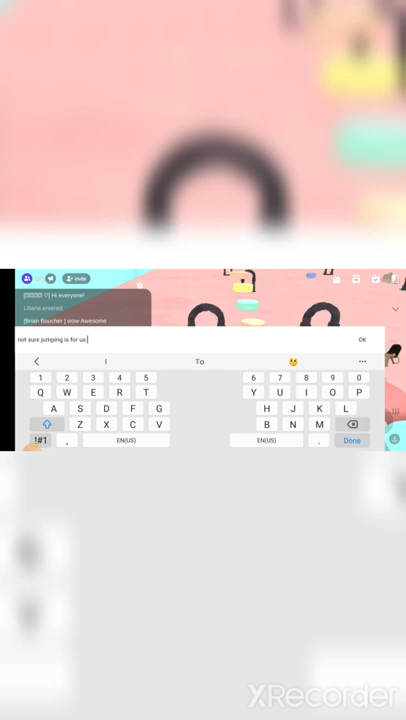 invite
Hi everyone!
Liliana entered.
[Brian Boucher] wow Awesome
not sure jumping is for us
OK
I To
1 2 3 4 5 6 7 8 9 0
Q W E R T Y U I O P
A S D F G H J K L
Z X C V B N M
!#1 , EN(US) EN(US) . Done
XRecorder